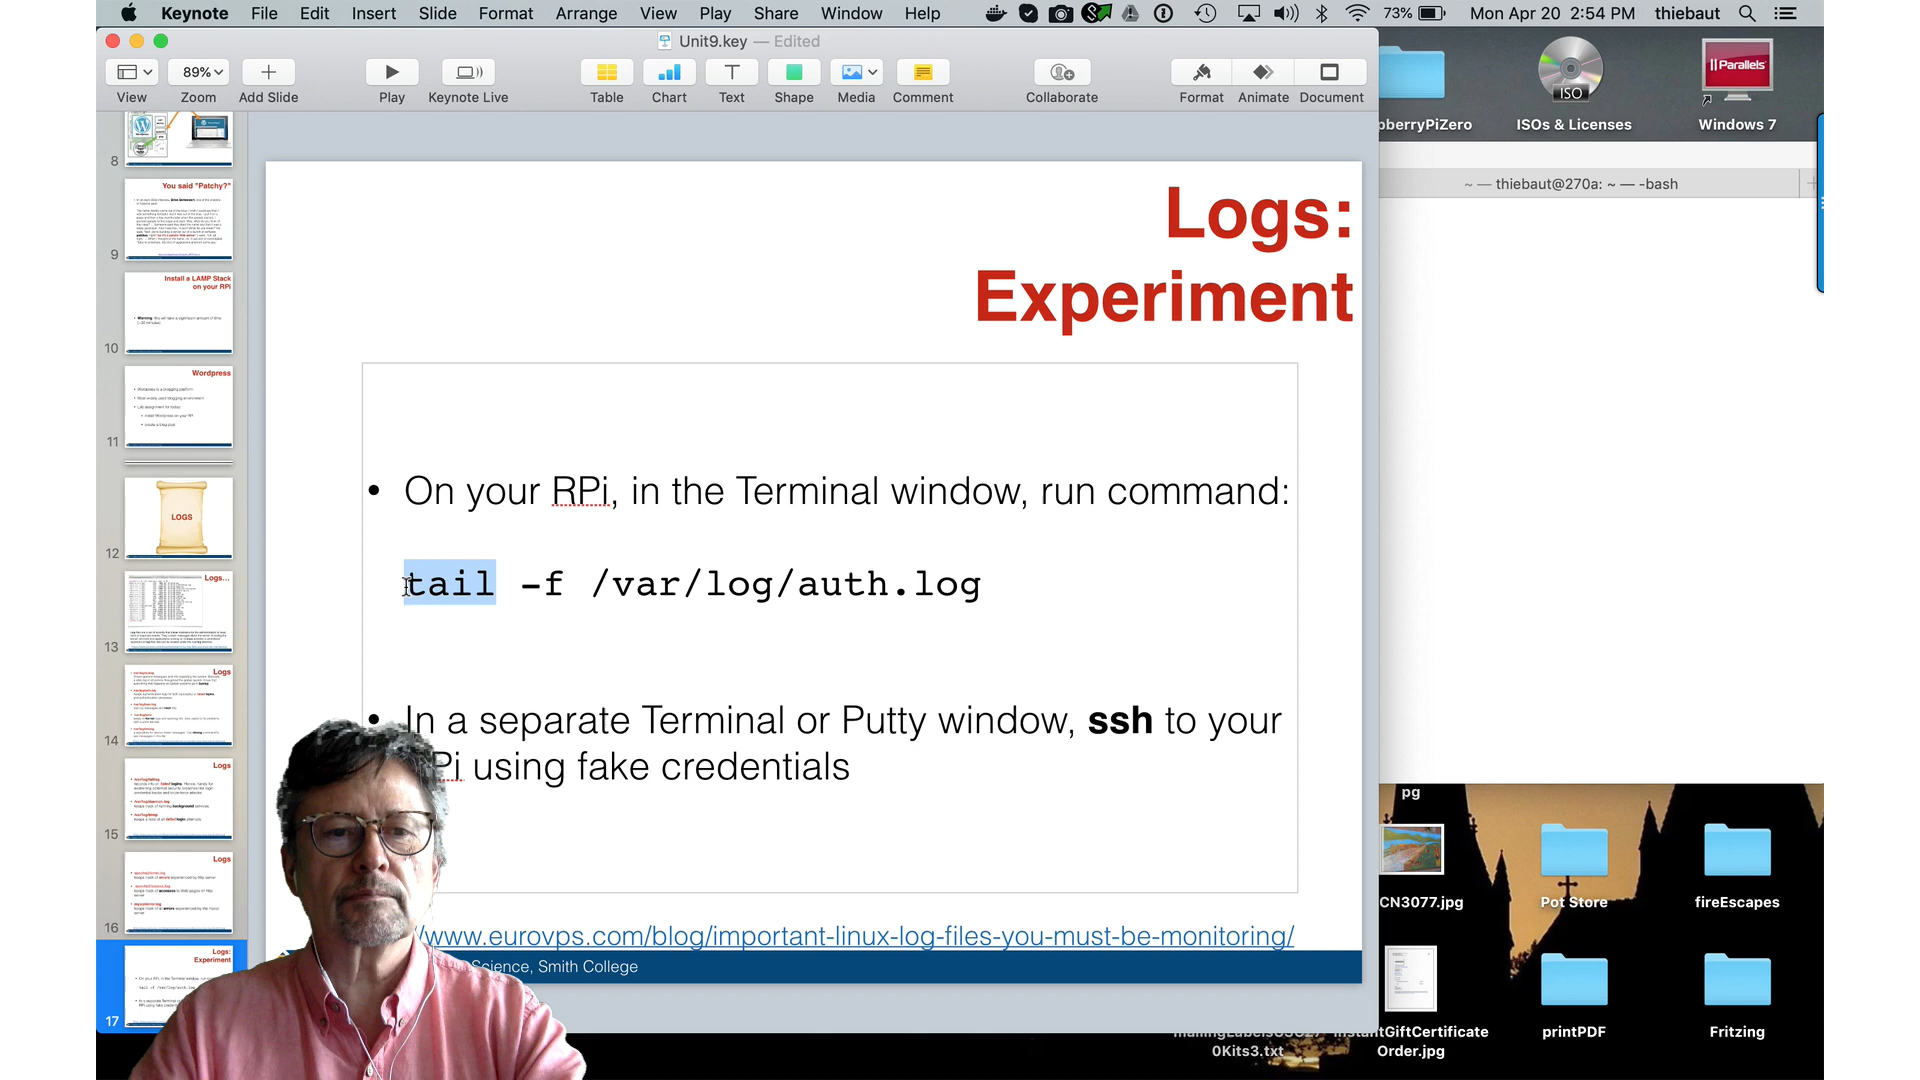 Keynote File Edit Insert Slide Format Arrange View Play Share Window Help 73% Mon Apr 20 2:54 PM thiebaut
Unit9.key — Edited
89%
View Zoom Add Slide Play Keynote Live Table Chart Text Shape Media Comment Collaborate Format Animate Document
8
You said "Patchy?"
9
Install a LAMP Stack
on your RPi
10
Wordpress
11
LOGS
12
Logs...
13
Logs
14
Logs
15
Logs
16
Logs:
Experiment
17
Logs:
Experiment
• On your RPi, in the Terminal window, run command:
tail -f /var/log/auth.log
• In a separate Terminal or Putty window, ssh to your
Pi using fake credentials
/www.eurovps.com/blog/important-linux-log-files-you-must-be-monitoring/
Science, Smith College
pberryPiZero
ISO
ISOs & Licenses
Parallels
Windows 7
~ — thiebaut@270a: ~ — -bash
pg
CN3077.jpg
Pot Store
fireEscapes
0Kits3.txt
InstantGiftCertificate
Order.jpg
printPDF
Fritzing